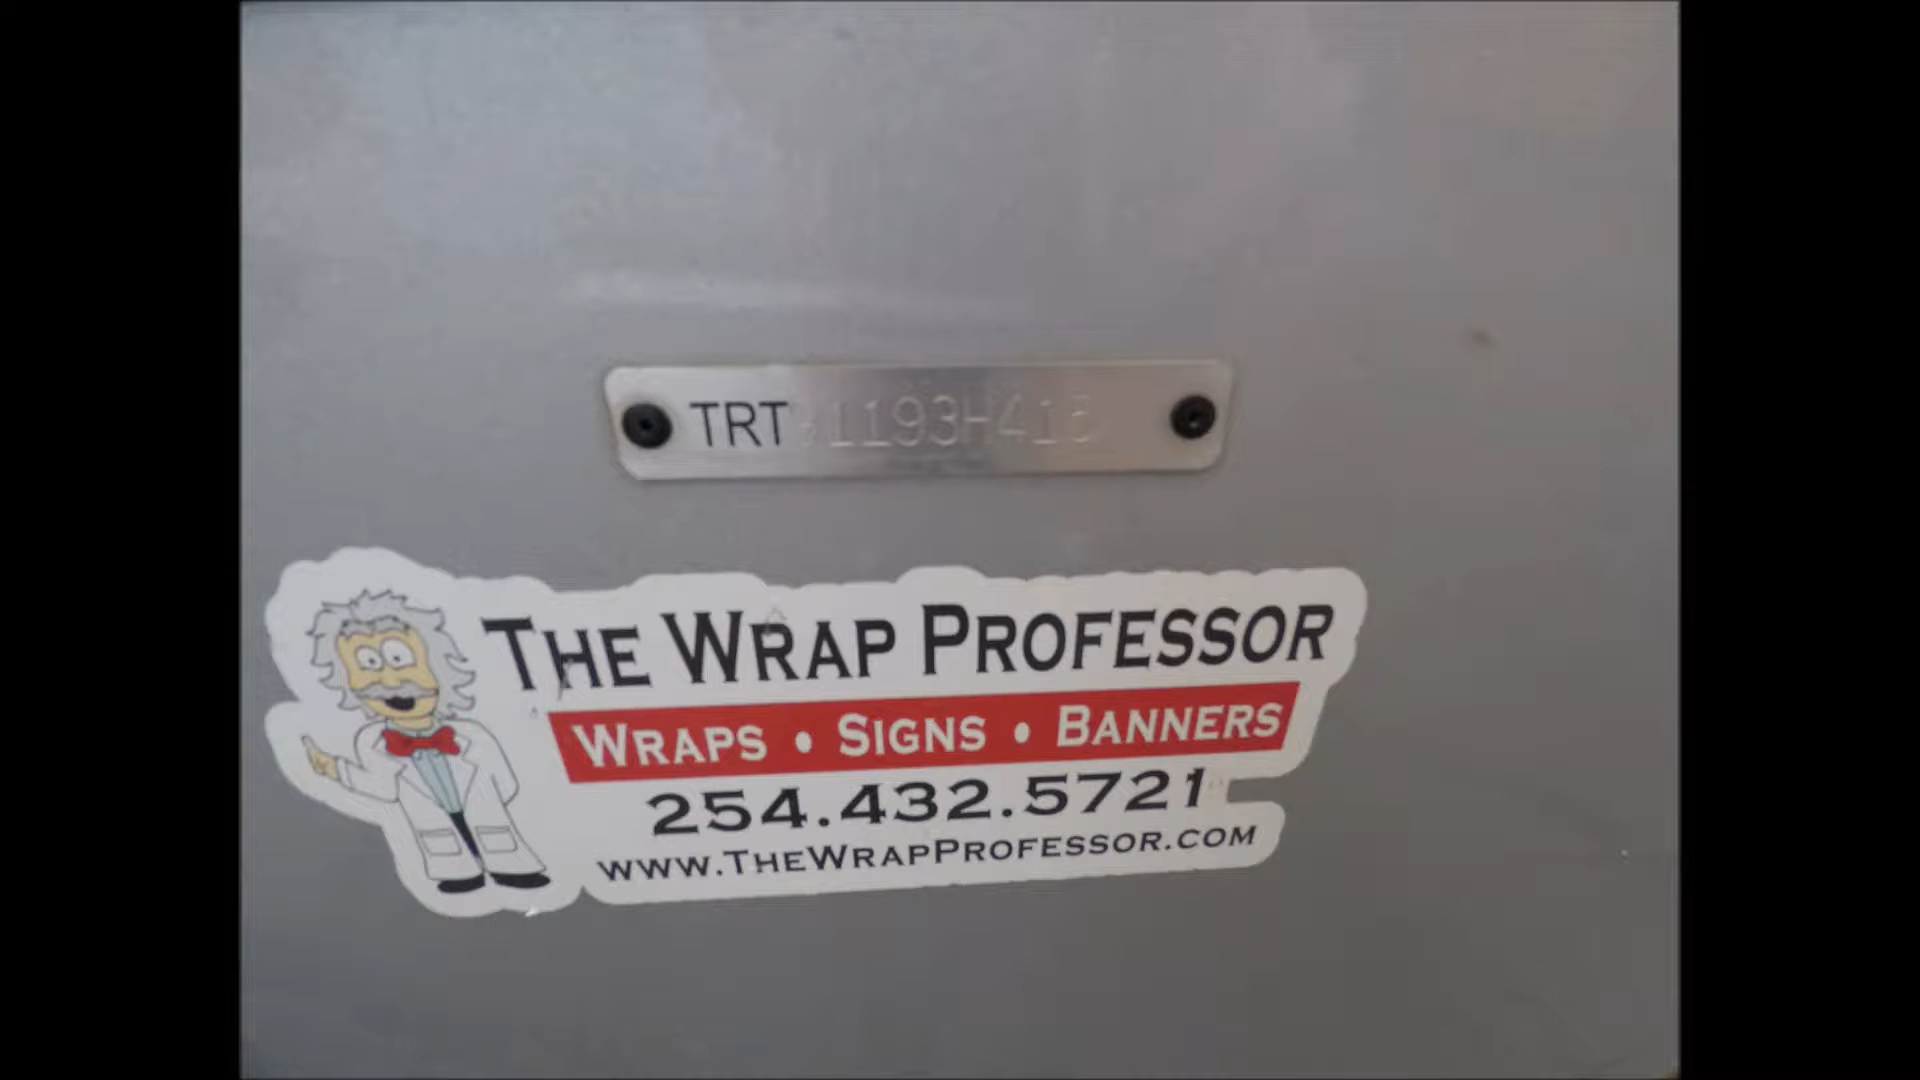 TRT
THE WRAP PROFESSOR
WRAPS • SIGNS • BANNERS
254.432.5721
WWW.THEWRAPPROFESSOR.COM